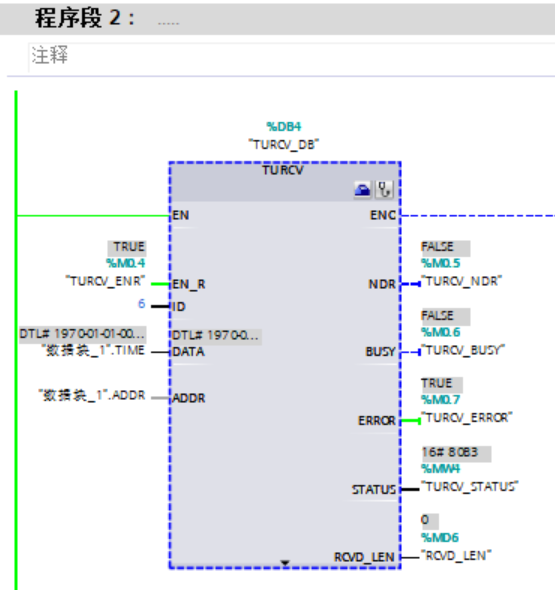 程序段 2： .....
注释
%DB4
"TURCV_DB"
TURCV
EN
ENO
TRUE
%M0.4
"TURCV_ENR"
EN_R
FALSE
%M0.5
NDR
"TURCV_NDR"
6
ID
DTL# 1970-01-01-00...
"数据块_1".TIME
DTL# 1970-0...
DATA
FALSE
%M0.6
BUSY
"TURCV_BUSY"
"数据块_1".ADDR
ADDR
TRUE
%M0.7
ERROR
"TURCV_ERROR"
16# 80B3
%MW4
STATUS
"TURCV_STATUS"
0
%MD6
RCVD_LEN
"RCVD_LEN"